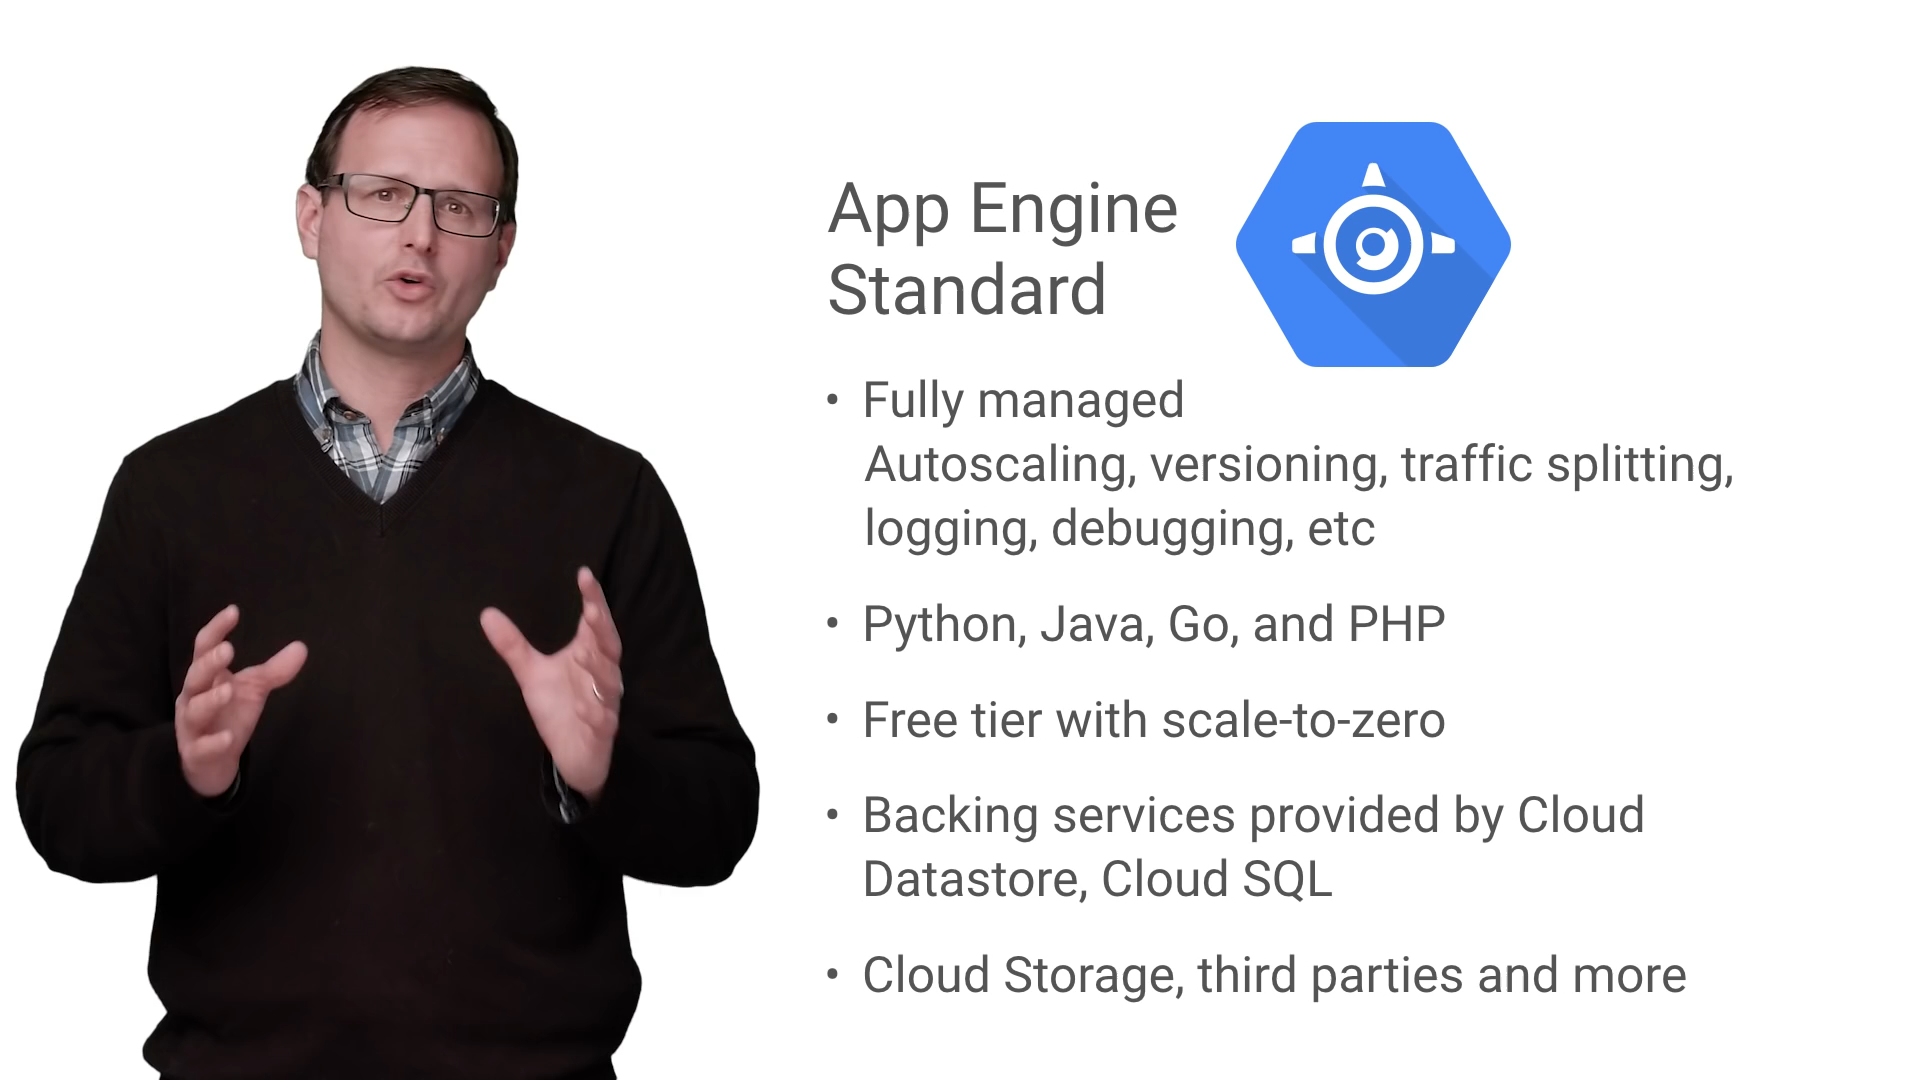 App Engine
Standard
• Fully managed
Autoscaling, versioning, traffic splitting,
logging, debugging, etc
• Python, Java, Go, and PHP
• Free tier with scale-to-zero
• Backing services provided by Cloud
Datastore, Cloud SQL
• Cloud Storage, third parties and more